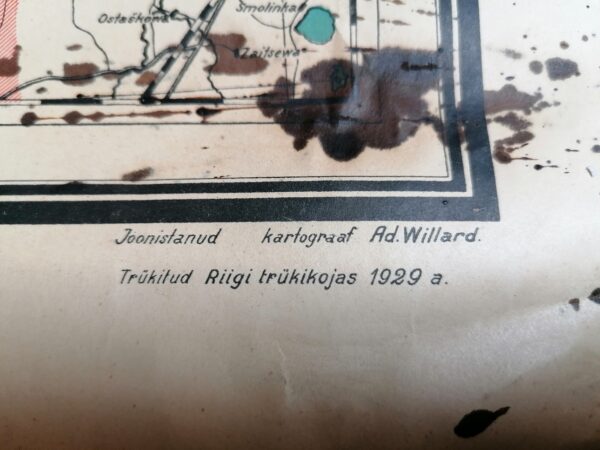 Ostaškowa
Smolinka
Zaitsewa
Joonistanud kartograaf Ad. Willard.
Trükitud Riigi trükikojas 1929 a.